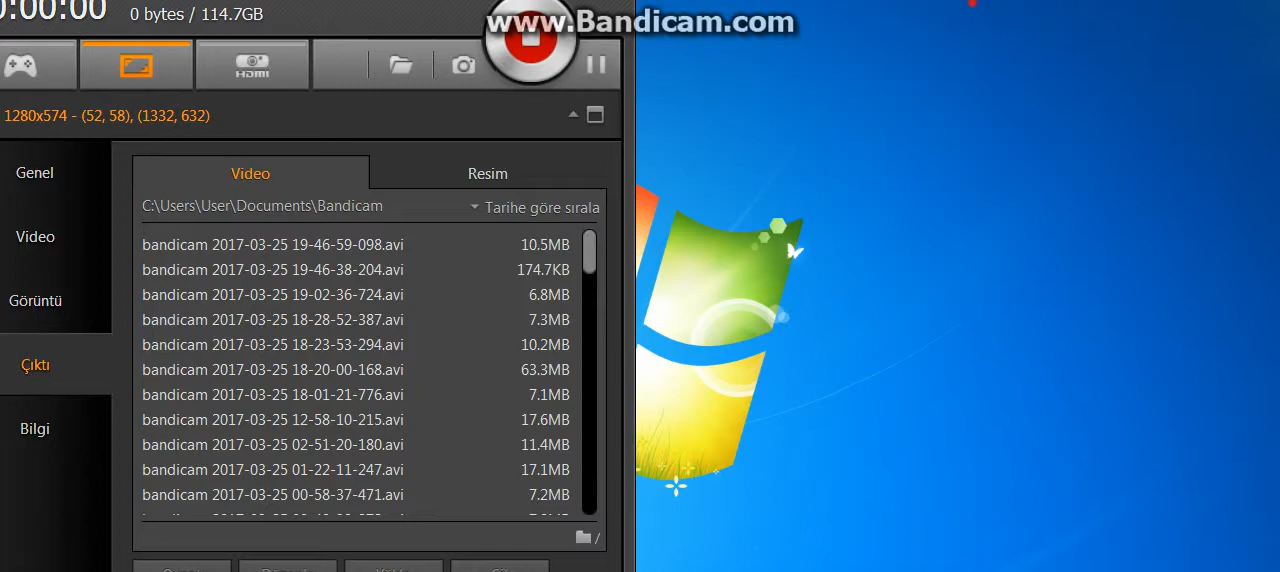 0:00:00
0 bytes / 114.7GB
www.Bandicam.com
HDMI
1280x574 - (52, 58), (1332, 632)
Genel
Video
Görüntü
Çıktı
Bilgi
Video
Resim
C:\Users\User\Documents\Bandicam
Tarihe göre sırala
bandicam 2017-03-25 19-46-59-098.avi 10.5MB
bandicam 2017-03-25 19-46-38-204.avi 174.7KB
bandicam 2017-03-25 19-02-36-724.avi 6.8MB
bandicam 2017-03-25 18-28-52-387.avi 7.3MB
bandicam 2017-03-25 18-23-53-294.avi 10.2MB
bandicam 2017-03-25 18-20-00-168.avi 63.3MB
bandicam 2017-03-25 18-01-21-776.avi 7.1MB
bandicam 2017-03-25 12-58-10-215.avi 17.6MB
bandicam 2017-03-25 02-51-20-180.avi 11.4MB
bandicam 2017-03-25 01-22-11-247.avi 17.1MB
bandicam 2017-03-25 00-58-37-471.avi 7.2MB
/